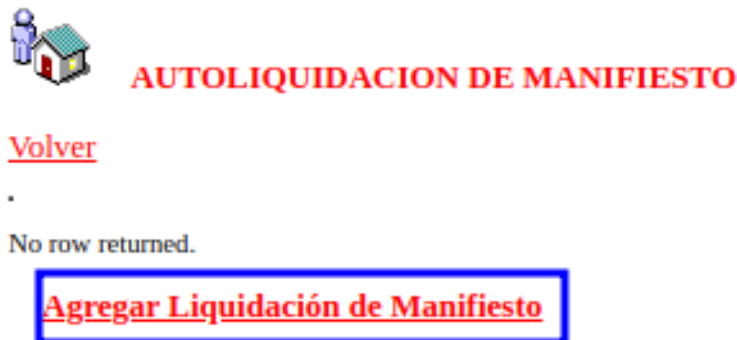 AUTOLIQUIDACION DE MANIFIESTO
Volver
.
No row returned.
Agregar Liquidación de Manifiesto